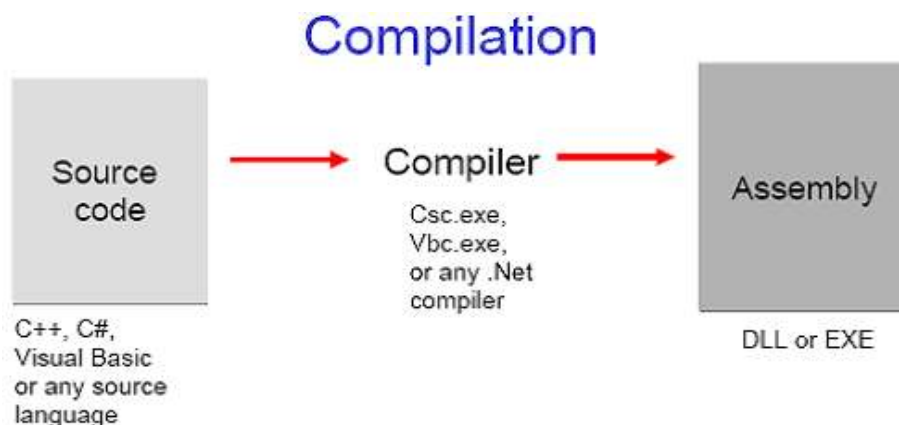 Compilation
Source
code
C++, C#,
Visual Basic
or any source
language
Compiler
Csc.exe,
Vbc.exe,
or any .Net
compiler
Assembly
DLL or EXE